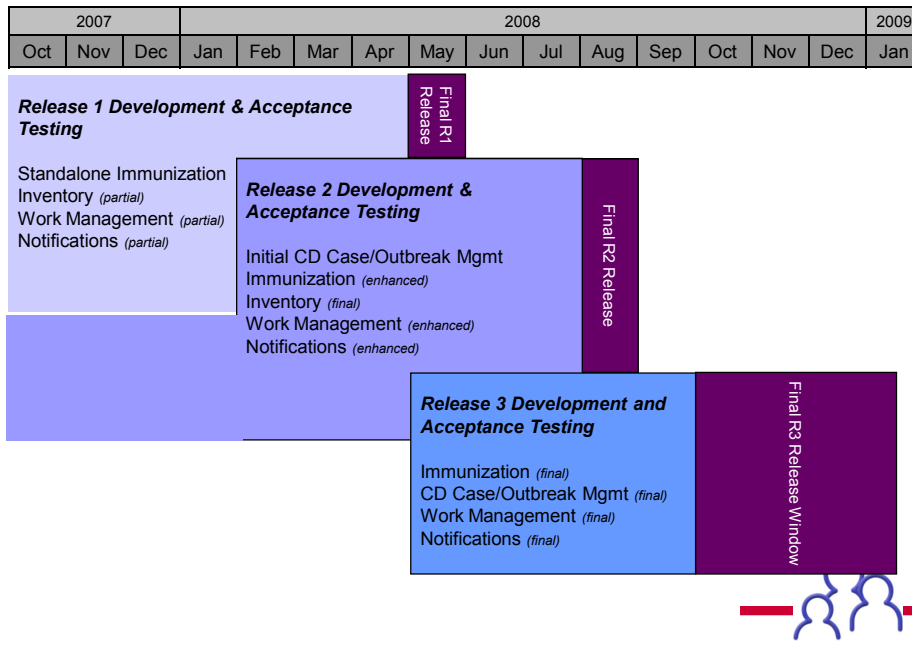 2007 2008 2009
Oct Nov Dec Jan Feb Mar Apr May Jun Jul Aug Sep Oct Nov Dec Jan
Release 1 Development & Acceptance
Testing
Standalone Immunization
Inventory (partial)
Work Management (partial)
Notifications (partial)
Final R1
Release
Release 2 Development &
Acceptance Testing
Initial CD Case/Outbreak Mgmt
Immunization (enhanced)
Inventory (final)
Work Management (enhanced)
Notifications (enhanced)
Final R2 Release
Release 3 Development and
Acceptance Testing
Immunization (final)
CD Case/Outbreak Mgmt (final)
Work Management (final)
Notifications (final)
Final R3 Release Window